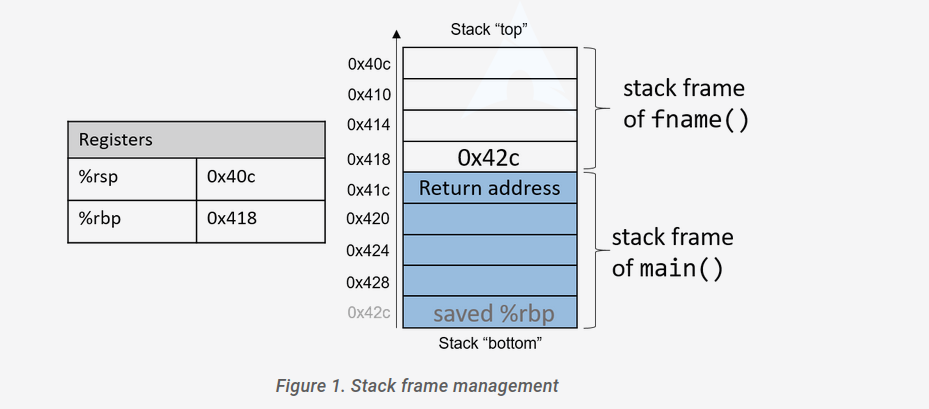 Stack “top”
0x40c
0x410
0x414
0x418 0x42c
0x41c Return address
0x420
0x424
0x428
0x42c saved %rbp
Stack “bottom”
Registers
%rsp 0x40c
%rbp 0x418
stack frame
of fname()
stack frame
of main()
Figure 1. Stack frame management